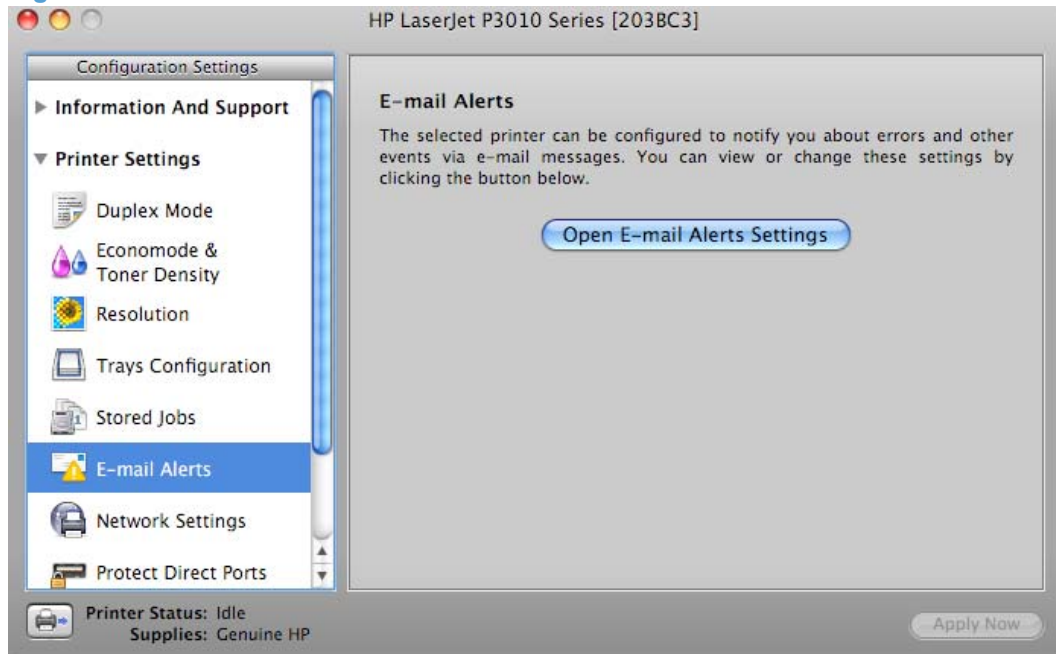 HP LaserJet P3010 Series [203BC3]
Configuration Settings
Information And Support
Printer Settings
Duplex Mode
Economode &
Toner Density
Resolution
Trays Configuration
Stored Jobs
E-mail Alerts
Network Settings
Protect Direct Ports
E-mail Alerts
The selected printer can be configured to notify you about errors and other
events via e-mail messages. You can view or change these settings by
clicking the button below.
Open E-mail Alerts Settings
Printer Status: Idle
Supplies: Genuine HP
Apply Now